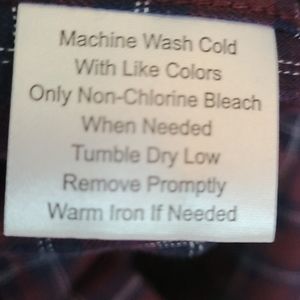 Machine Wash Cold
With Like Colors
Only Non-Chlorine Bleach
When Needed
Tumble Dry Low
Remove Promptly
Warm Iron If Needed